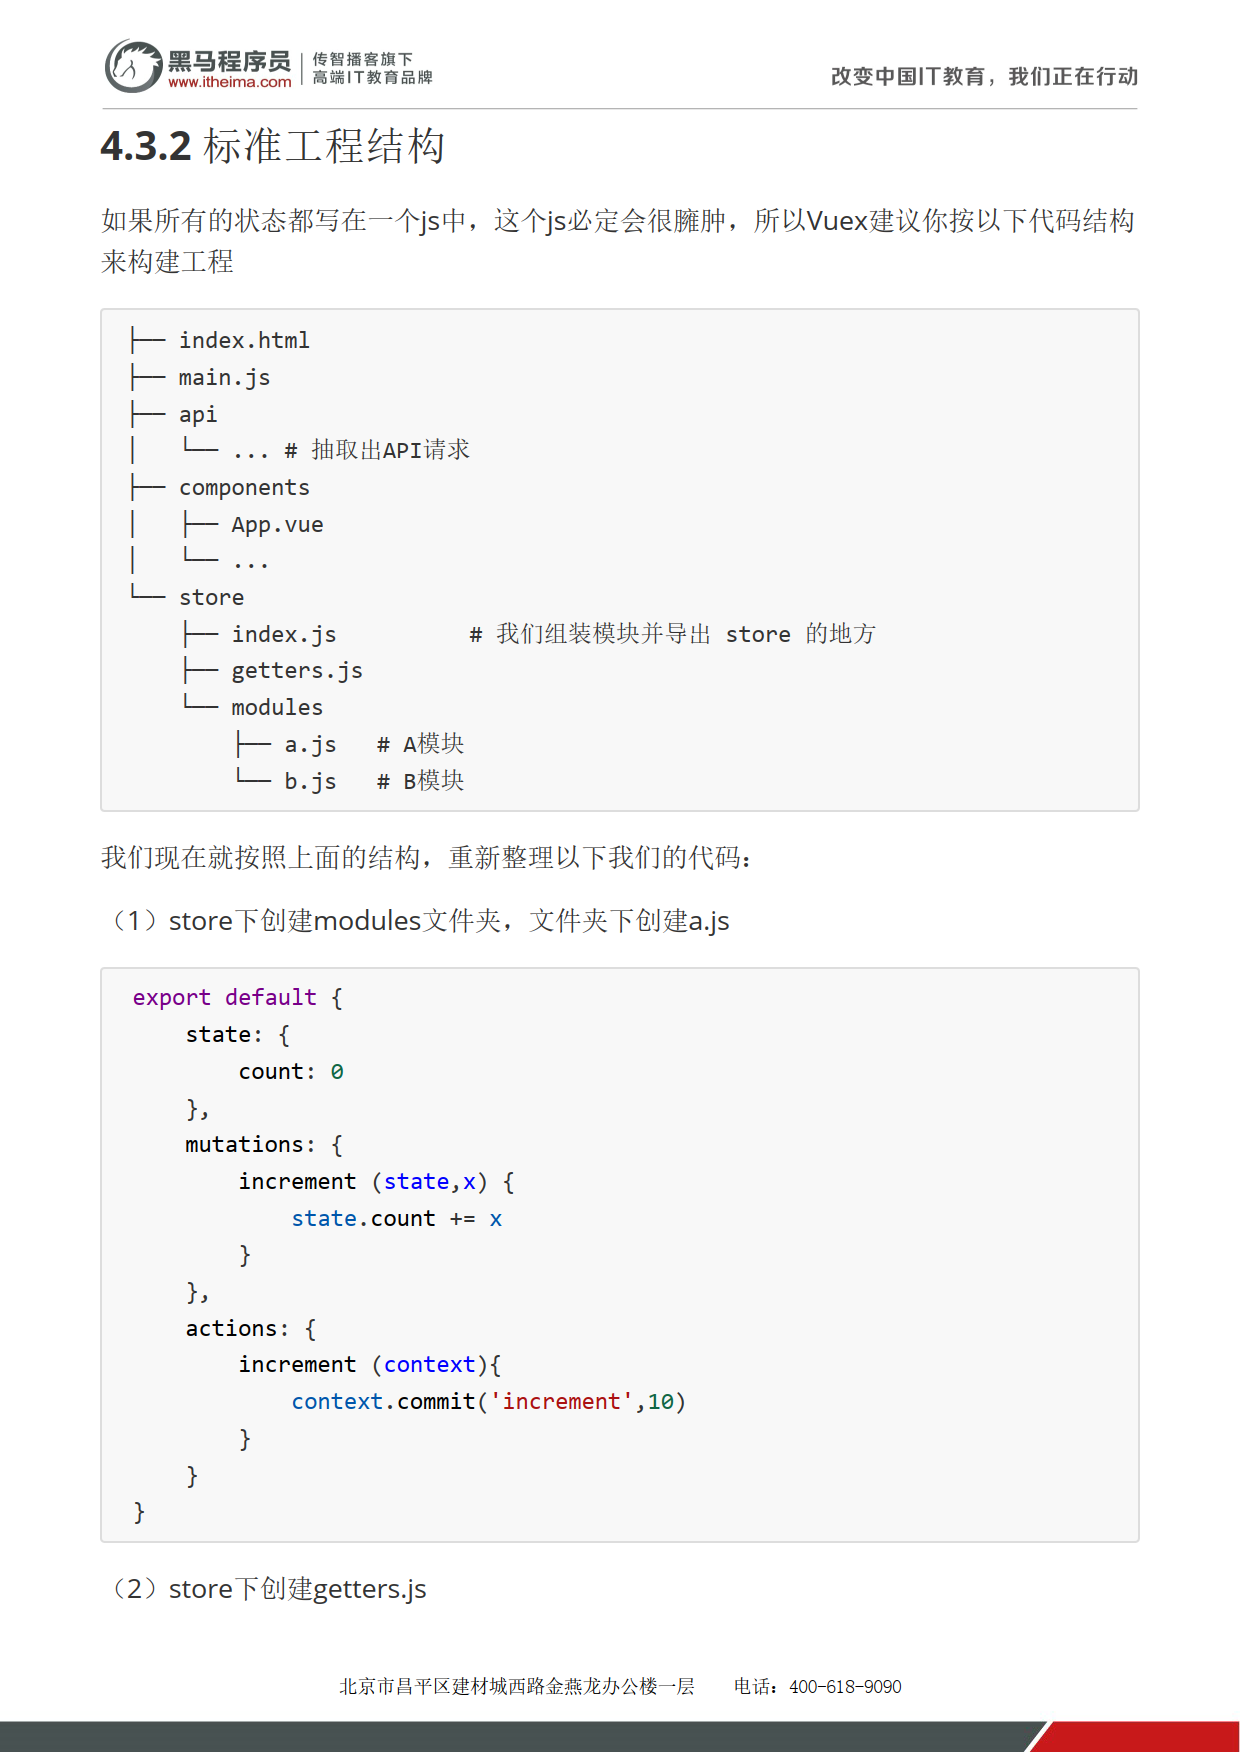 黑马程序员
www.itheima.com
传智播客旗下
高端IT教育品牌
改变中国IT教育，我们正在行动
4.3.2 标准工程结构
如果所有的状态都写在一个js中，这个js必定会很臃肿，所以Vuex建议你按以下代码结构
来构建工程
├── index.html
├── main.js
├── api
│   └── ... # 抽取出API请求
├── components
│   ├── App.vue
│   └── ...
└── store
    ├── index.js          # 我们组装模块并导出 store 的地方
    ├── getters.js
    └── modules
        ├── a.js   # A模块
        └── b.js   # B模块
我们现在就按照上面的结构，重新整理以下我们的代码：
（1）store下创建modules文件夹，文件夹下创建a.js
export default {
    state: {
        count: 0
    },
    mutations: {
        increment (state,x) {
            state.count += x
        }
    },
    actions: {
        increment (context){
            context.commit('increment',10)
        }
    }
}
（2）store下创建getters.js
北京市昌平区建材城西路金燕龙办公楼一层    电话：400-618-9090